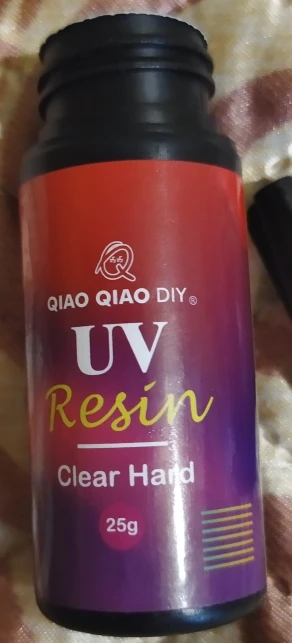 QIAO QIAO DIY®
UV
Resin
Clear Hard
25g